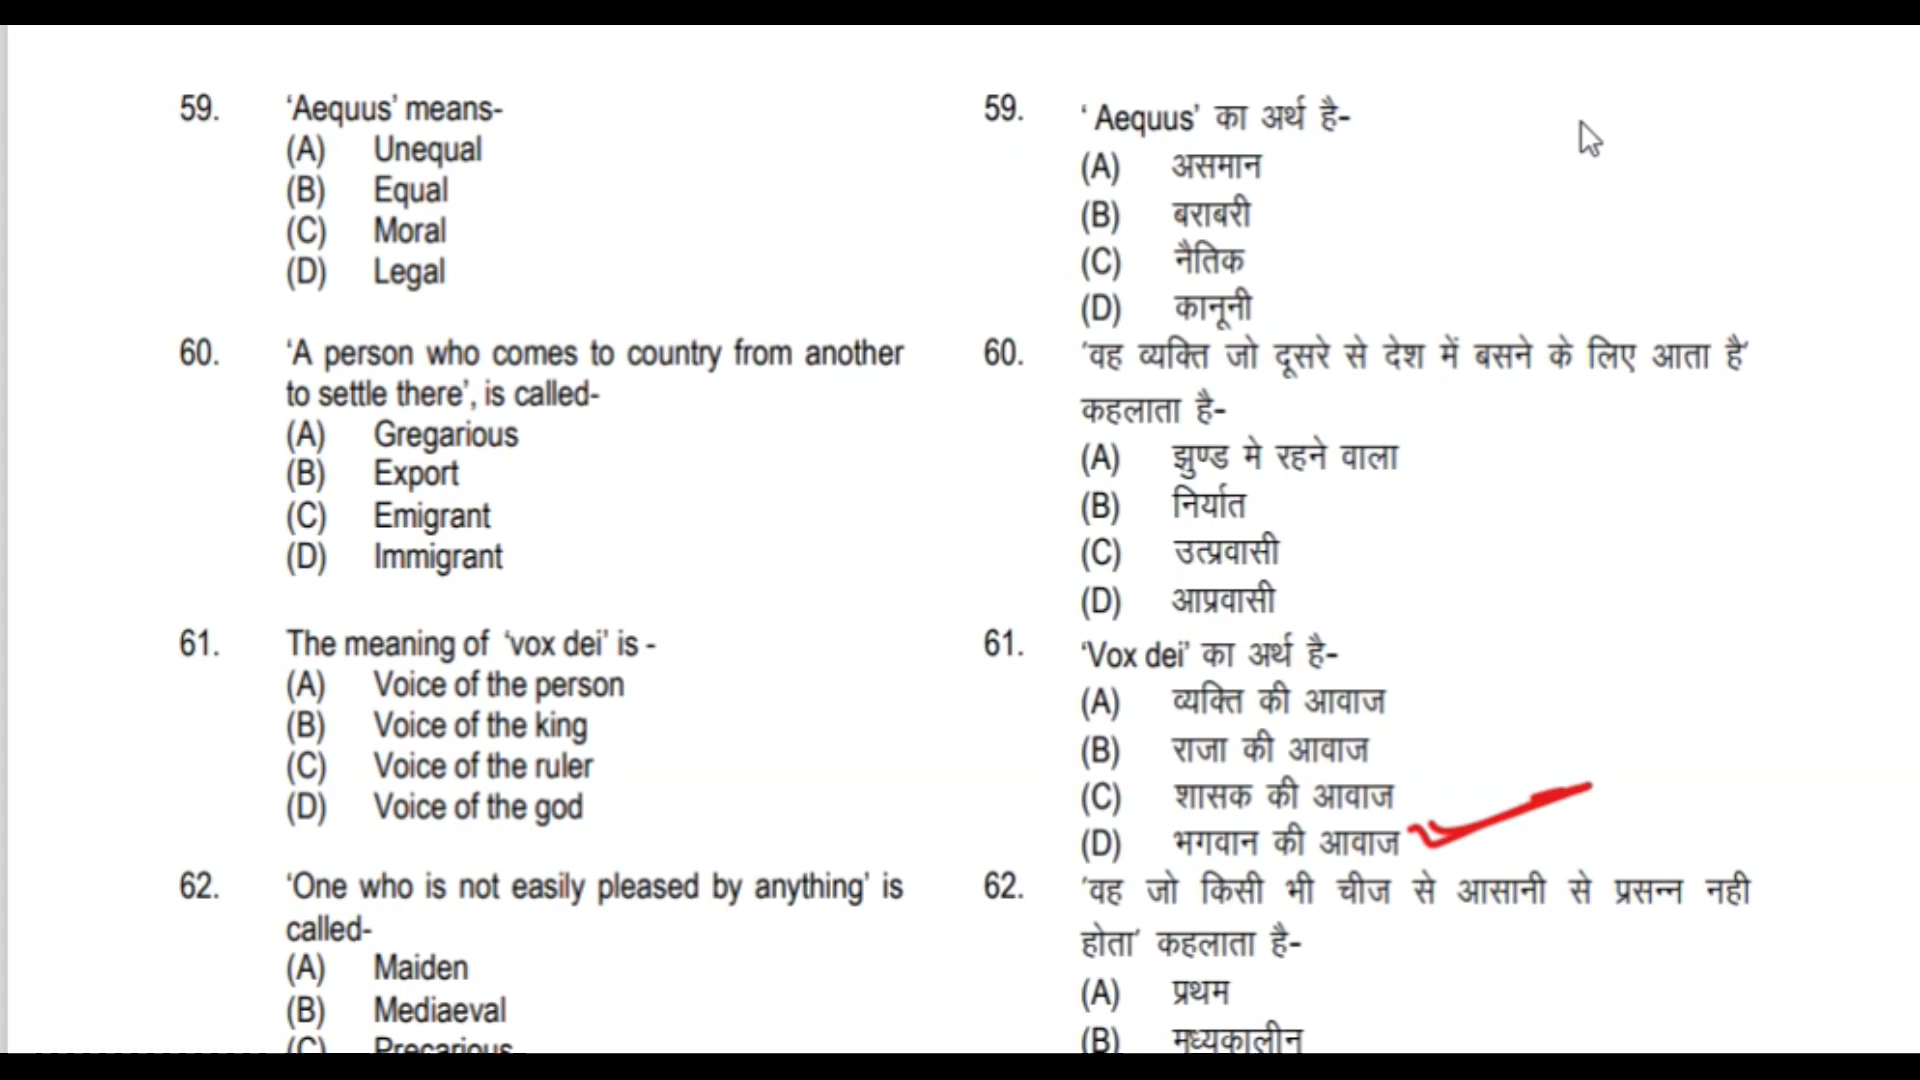 59. ‘Aequus’ means-
(A) Unequal
(B) Equal
(C) Moral
(D) Legal
60. ‘A person who comes to country from another
to settle there’, is called-
(A) Gregarious
(B) Export
(C) Emigrant
(D) Immigrant
61. The meaning of ‘vox dei’ is -
(A) Voice of the person
(B) Voice of the king
(C) Voice of the ruler
(D) Voice of the god
62. ‘One who is not easily pleased by anything’ is
called-
(A) Maiden
(B) Mediaeval
(C) Precarious
59. ‘ Aequus’ का अर्थ है-
(A) असमान
(B) बराबरी
(C) नैतिक
(D) कानूनी
60. ‘वह व्यक्ति जो दूसरे से देश में बसने के लिए आता है’
कहलाता है-
(A) झुण्ड मे रहने वाला
(B) निर्यात
(C) उत्प्रवासी
(D) आप्रवासी
61. ‘Vox dei’ का अर्थ है-
(A) व्यक्ति की आवाज
(B) राजा की आवाज
(C) शासक की आवाज
(D) भगवान की आवाज
62. ‘वह जो किसी भी चीज से आसानी से प्रसन्न नही
होता’ कहलाता है-
(A) प्रथम
(B) मध्यकालीन